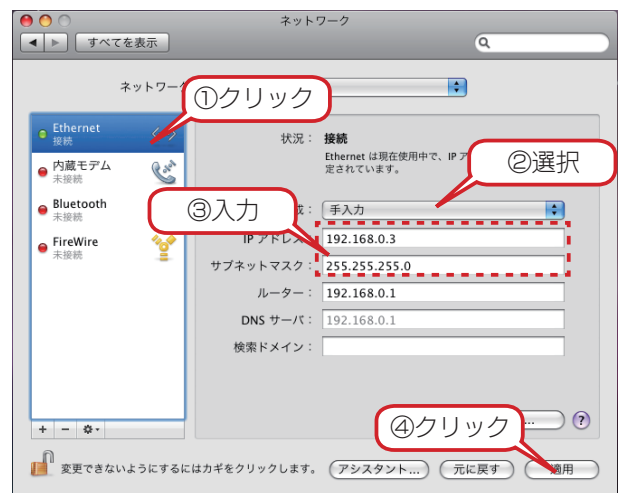 ネットワーク
すべてを表示
ネットワーク
①クリック
Ethernet
接続
内蔵モデム
未接続
Bluetooth
未接続
FireWire
未接続
状況： 接続
Ethernet は現在使用中で、IP ア
定されています。
②選択
成： 手入力
③入力
IP アドレス 192.168.0.3
サブネットマスク： 255.255.255.0
ルーター： 192.168.0.1
DNS サーバ： 192.168.0.1
検索ドメイン：
④クリック
... ?
+ −
変更できないようにするにはカギをクリックします。 アシスタント... 元に戻す 適用